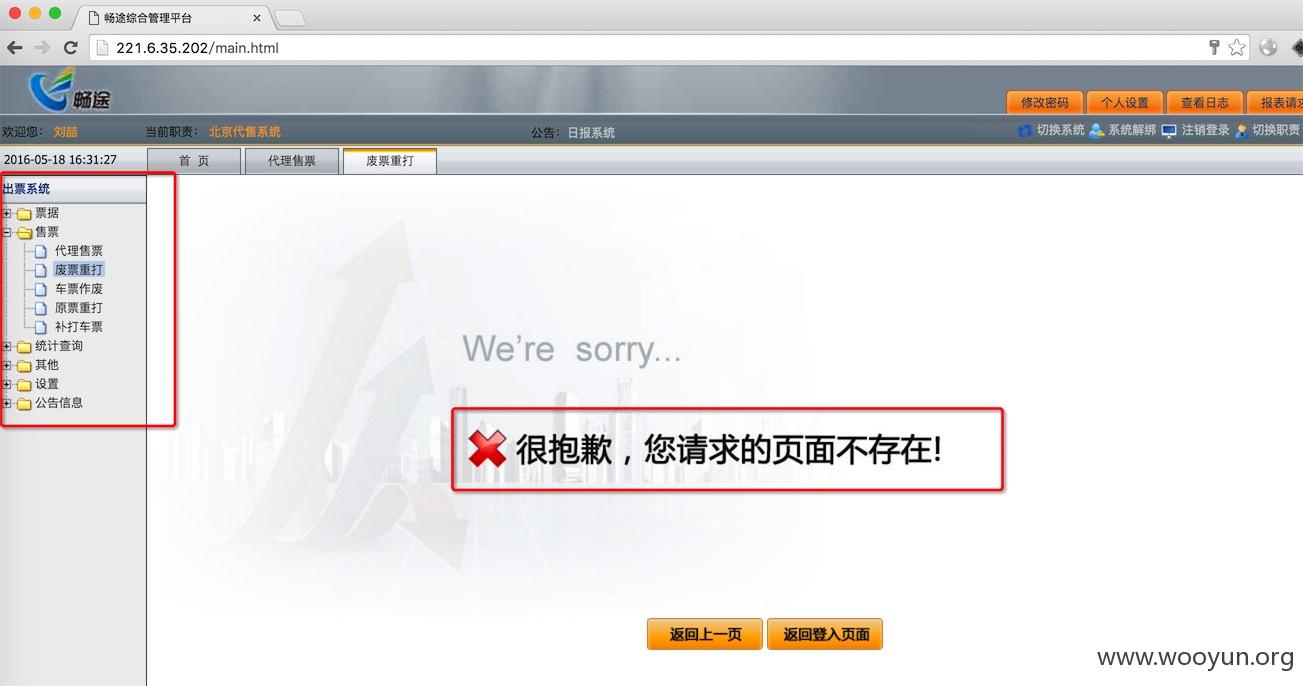 畅途综合管理平台
221.6.35.202/main.html
畅途
修改密码 个人设置 查看日志 报表请求
欢迎您： 刘喆 当前职责： 北京代售系统 公告：日报系统 切换系统 系统解绑 注销登录 切换职责
2016-05-18 16:31:27 首 页 代理售票 废票重打
出票系统
票据
售票
代理售票
废票重打
车票作废
原票重打
补打车票
统计查询
其他
设置
公告信息
We're sorry...
很抱歉，您请求的页面不存在!
返回上一页 返回登入页面
www.wooyun.org